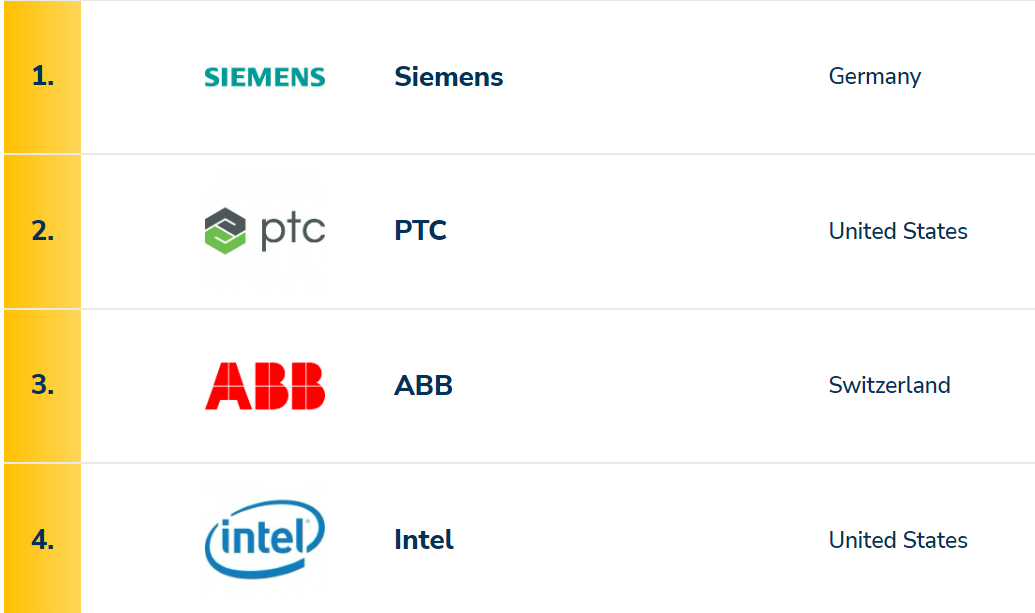 1. SIEMENS Siemens Germany
2. ptc PTC United States
3. ABB ABB Switzerland
4. intel® Intel United States